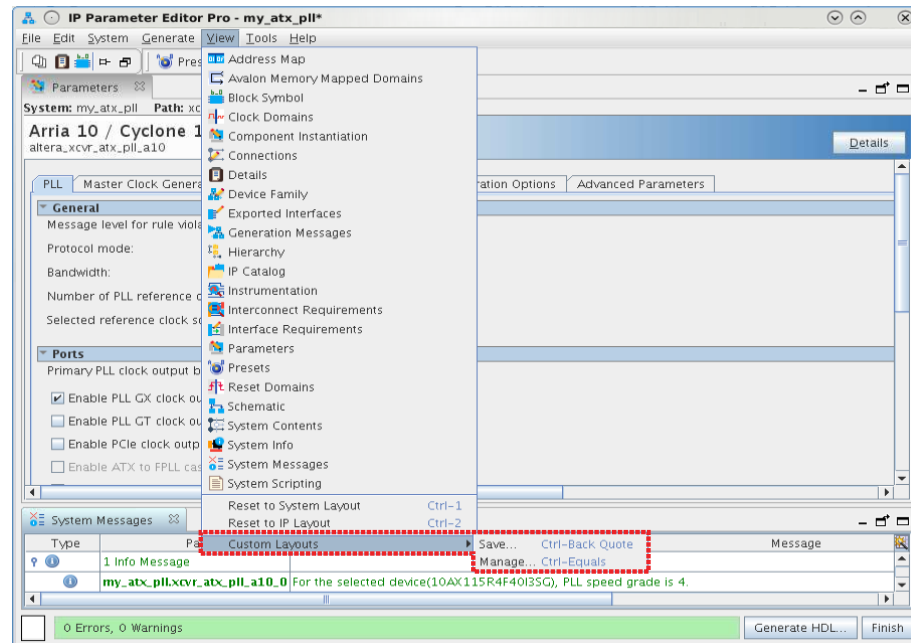 IP Parameter Editor Pro - my_atx_pll*
File Edit System Generate View Tools Help
Pres
Parameters
System: my_atx_pll Path: xc
Arria 10 / Cyclone 1
altera_xcvr_atx_pll_a10
Details
PLL Master Clock Genera ration Options Advanced Parameters
General
Message level for rule viola
Protocol mode:
Bandwidth:
Number of PLL reference c
Selected reference clock so
Ports
Primary PLL clock output b
Enable PLL GX clock ou
Enable PLL GT clock ou
Enable PCIe clock outp
Enable ATX to FPLL cas
Address Map
Avalon Memory Mapped Domains
Block Symbol
Clock Domains
Component Instantiation
Connections
Details
Device Family
Exported Interfaces
Generation Messages
Hierarchy
IP Catalog
Instrumentation
Interconnect Requirements
Interface Requirements
Parameters
Presets
Reset Domains
Schematic
System Contents
System Info
System Messages
System Scripting
Reset to System Layout Ctrl-1
Reset to IP Layout Ctrl-2
Custom Layouts
Save... Ctrl-Back Quote
Manage... Ctrl-Equals
System Messages
Type Pa Message
1 Info Message
my_atx_pll.xcvr_atx_pll_a10_0 For the selected device(10AX115R4F40I3SG), PLL speed grade is 4.
0 Errors, 0 Warnings
Generate HDL... Finish